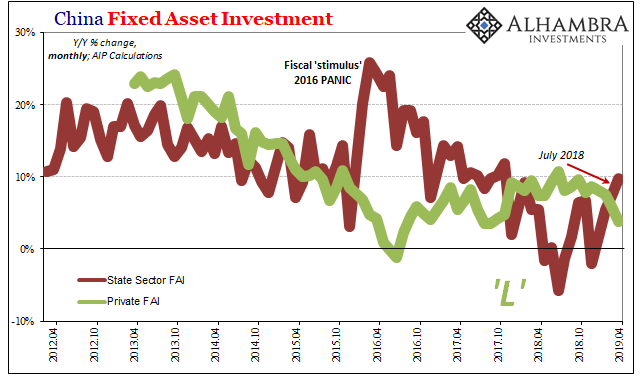 China Fixed Asset Investment
ALHAMBRA
INVESTMENTS
30%
Y/Y % change,
monthly; AIP Calculations
Fiscal 'stimulus'
2016 PANIC
20%
July 2018
10%
0%
State Sector FAI
Private FAI
'L'
-10%
2012.04
2012.10
2013.04
2013.10
2014.04
2014.10
2015.04
2015.10
2016.04
2016.10
2017.04
2017.10
2018.04
2018.10
2019.04